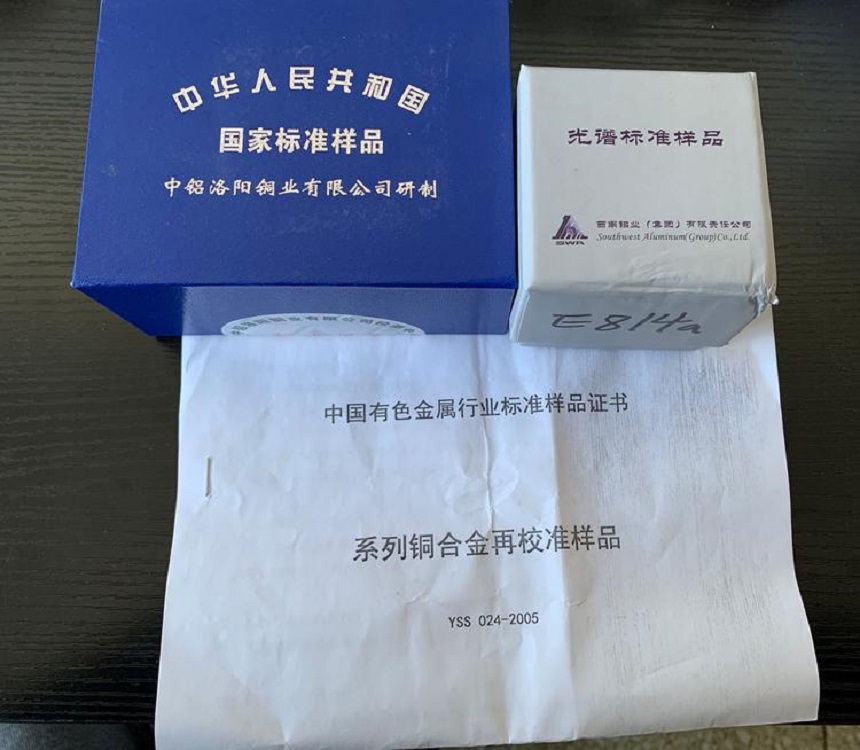 中华人民共和国
国家标准样品
中铝洛阳铜业有限公司研制
光谱标准样品
SWA
西南铝业（集团）有限责任公司
Southwest Aluminum(Group)Co.,Ltd.
E814a
中国有色金属行业标准样品证书
系列铜合金再校准样品
YSS 024-2005